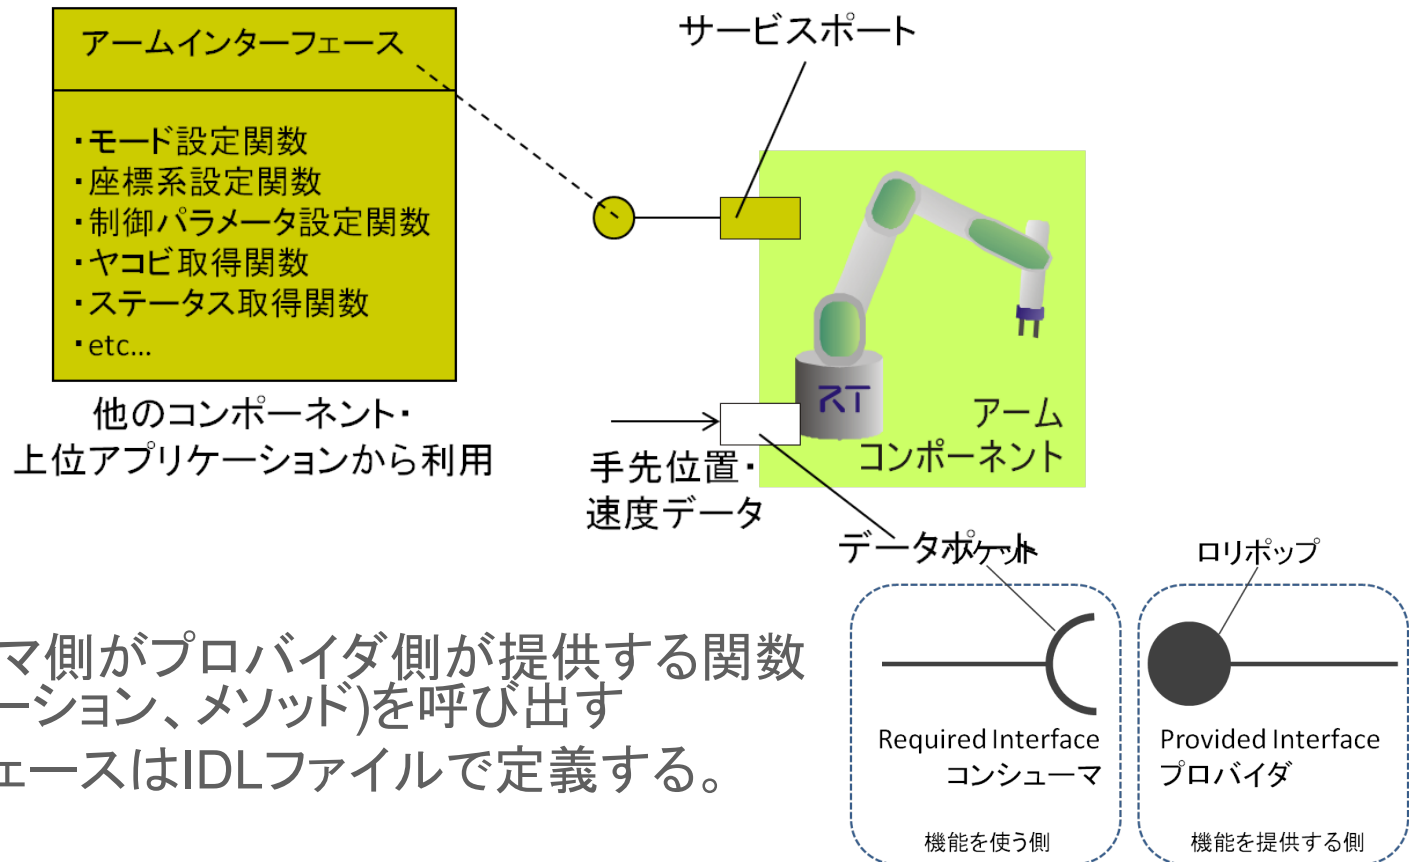 アームインターフェース
・モード設定関数
・座標系設定関数
・制御パラメータ設定関数
・ヤコビ取得関数
・ステータス取得関数
・etc…
他のコンポーネント・
上位アプリケーションから利用
サービスポート
RT
アーム
コンポーネント
手先位置・
速度データ
データポート
ソケット
ロリポップ
マ側がプロバイダ側が提供する関数
ーション、メソッド)を呼び出す
ェースはIDLファイルで定義する。
Required Interface
コンシューマ
機能を使う側
Provided Interface
プロバイダ
機能を提供する側